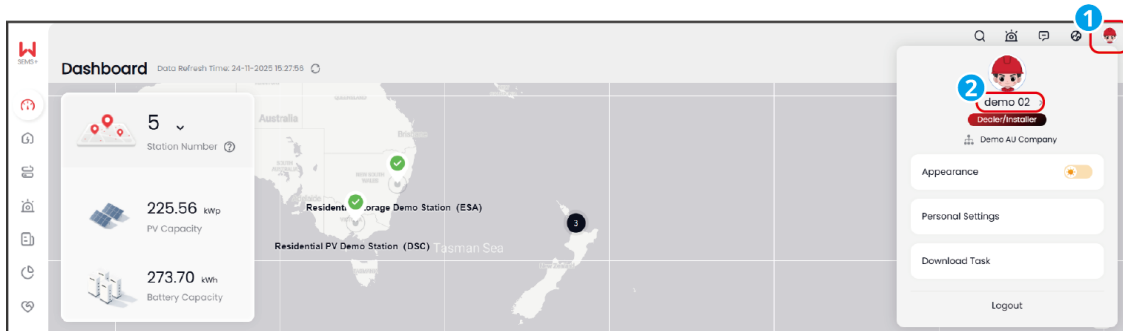 1
SEMS+
Dashboard Data Refresh Time: 24-11-2025 15:27:56
2
demo 02 >
Dealer/Installer
Demo AU Company
5
Station Number
Australia
Brisbane
Appearance
225.56 kWp
PV Capacity
Residenti orage Demo Station (ESA)
3
Personal Settings
Residential PV Demo Station (DSC)
Tasman Sea
Download Task
273.70 kWh
Battery Capacity
Logout